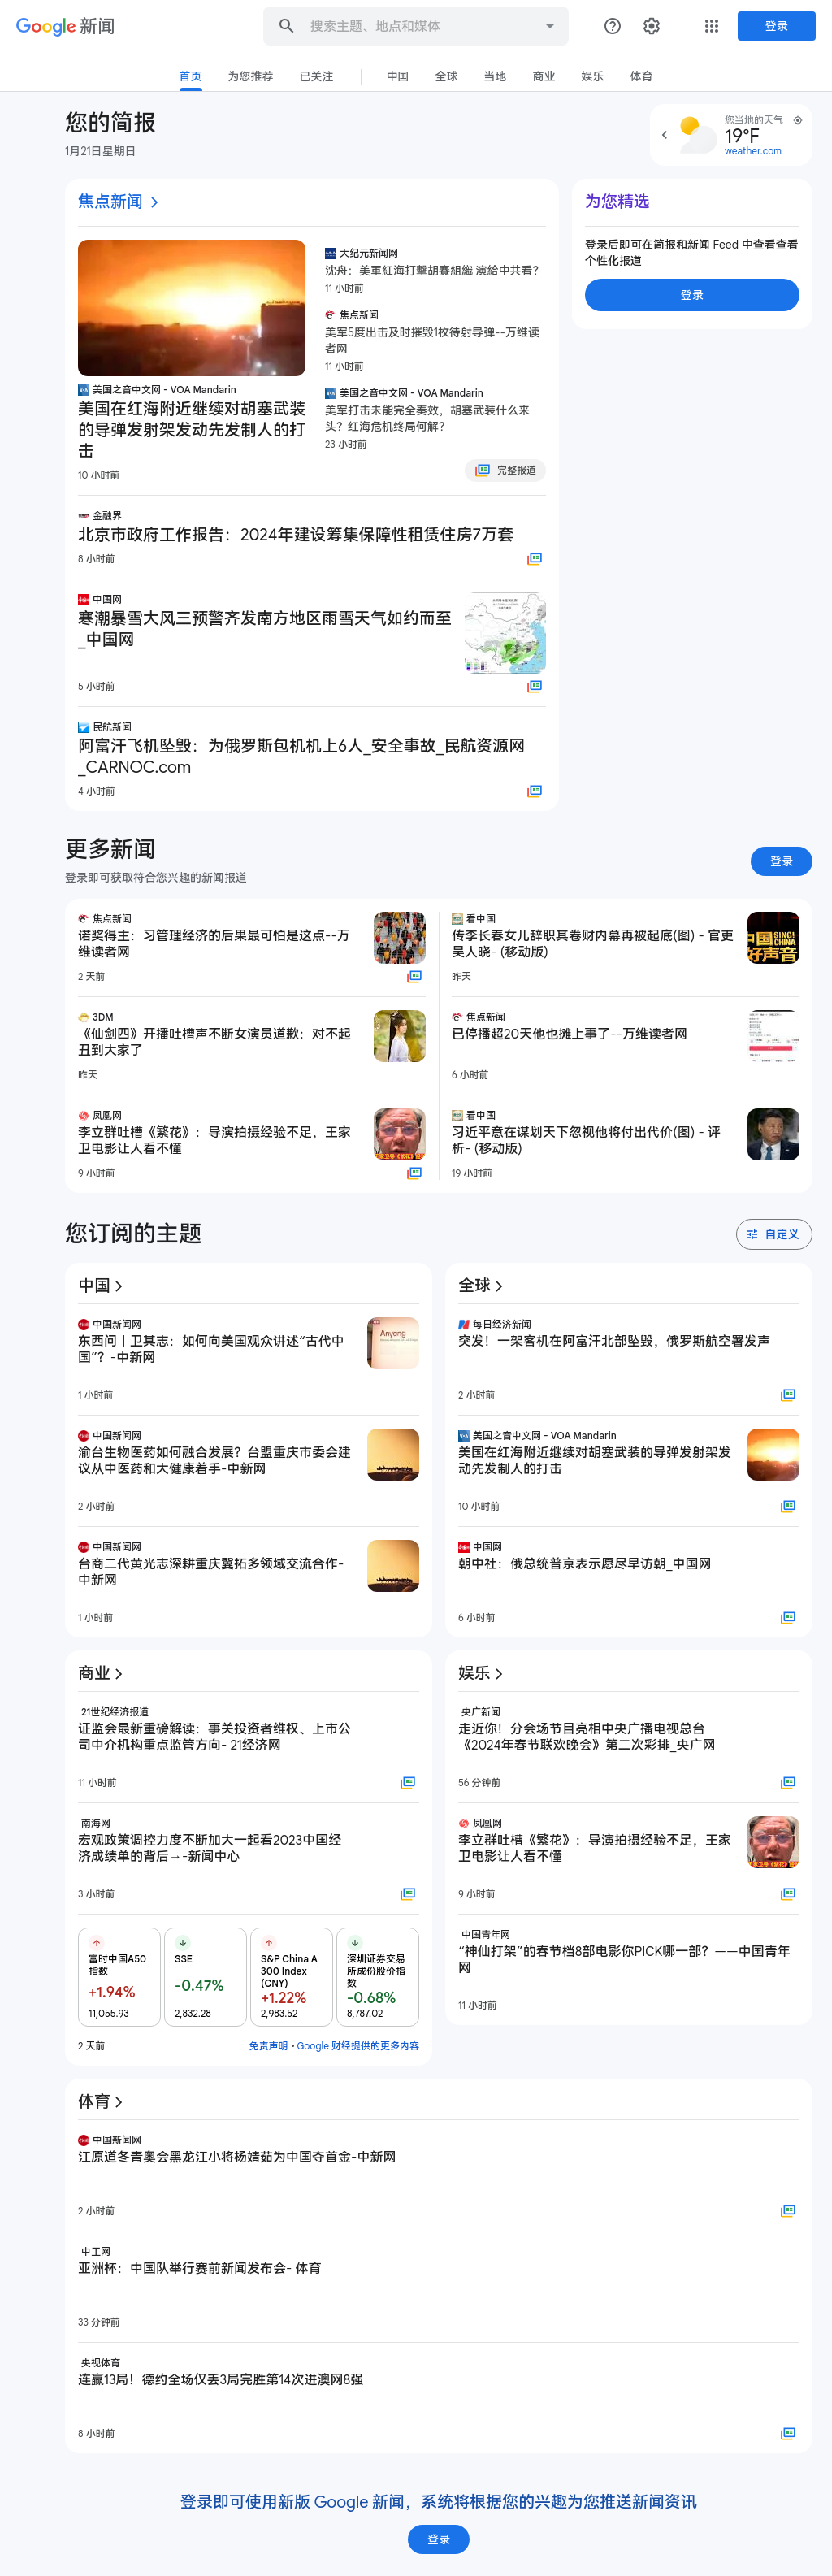 Google 新闻
搜索主题、地点和媒体
登录
首页
为您推荐
已关注
中国
全球
当地
商业
娱乐
体育
您的简报
1月21日星期日
您当地的天气
19°F
weather.com
焦点新闻
美国之音中文网 - VOA Mandarin
美国在红海附近继续对胡塞武装
的导弹发射架发动先发制人的打
击
10 小时前
大纪元新闻网
沈舟：美軍紅海打擊胡賽組織 演給中共看？
11 小时前
焦点新闻
美军5度出击及时摧毁1枚待射导弹--万维读
者网
11 小时前
美国之音中文网 - VOA Mandarin
美军打击未能完全奏效，胡塞武装什么来
头？红海危机终局何解？
23 小时前
完整报道
金融界
北京市政府工作报告：2024年建设筹集保障性租赁住房7万套
8 小时前
中国网
寒潮暴雪大风三预警齐发南方地区雨雪天气如约而至
_中国网
5 小时前
民航新闻
阿富汗飞机坠毁：为俄罗斯包机机上6人_安全事故_民航资源网
_CARNOC.com
4 小时前
为您精选
登录后即可在简报和新闻 Feed 中查看查看
个性化报道
登录
更多新闻
登录即可获取符合您兴趣的新闻报道
登录
焦点新闻
诺奖得主：习管理经济的后果最可怕是这点--万
维读者网
2 天前
3DM
《仙剑四》开播吐槽声不断女演员道歉：对不起
丑到大家了
昨天
凤凰网
李立群吐槽《繁花》：导演拍摄经验不足，王家
卫电影让人看不懂
9 小时前
看中国
传李长春女儿辞职其卷财内幕再被起底(图) - 官吏
吴人晓- (移动版)
昨天
中国
SING!
CHINA
好声音
焦点新闻
已停播超20天他也摊上事了--万维读者网
6 小时前
看中国
习近平意在谋划天下忽视他将付出代价(图) - 评
析- (移动版)
19 小时前
您订阅的主题
自定义
中国
中国新闻网
东西问丨卫其志：如何向美国观众讲述“古代中
国”？-中新网
1 小时前
Anyang
中国新闻网
渝台生物医药如何融合发展？台盟重庆市委会建
议从中医药和大健康着手-中新网
2 小时前
中国新闻网
台商二代黄光志深耕重庆冀拓多领域交流合作-
中新网
1 小时前
全球
每日经济新闻
突发！一架客机在阿富汗北部坠毁，俄罗斯航空署发声
2 小时前
美国之音中文网 - VOA Mandarin
美国在红海附近继续对胡塞武装的导弹发射架发
动先发制人的打击
10 小时前
中国网
朝中社：俄总统普京表示愿尽早访朝_中国网
6 小时前
商业
21世纪经济报道
证监会最新重磅解读：事关投资者维权、上市公
司中介机构重点监管方向- 21经济网
11 小时前
南海网
宏观政策调控力度不断加大一起看2023中国经
济成绩单的背后→-新闻中心
3 小时前
富时中国A50
指数
+1.94%
11,055.93
SSE
-0.47%
2,832.28
S&P China A
300 Index
(CNY)
+1.22%
2,983.52
深圳证券交易
所成份股价指
数
-0.68%
8,787.02
2 天前
免责声明 • Google 财经提供的更多内容
娱乐
央广新闻
走近你！分会场节目亮相中央广播电视总台
《2024年春节联欢晚会》第二次彩排_央广网
56 分钟前
凤凰网
李立群吐槽《繁花》：导演拍摄经验不足，王家
卫电影让人看不懂
9 小时前
中国青年网
“神仙打架”的春节档8部电影你PICK哪一部？——中国青年
网
11 小时前
体育
中国新闻网
江原道冬青奥会黑龙江小将杨婧茹为中国夺首金-中新网
2 小时前
中工网
亚洲杯：中国队举行赛前新闻发布会- 体育
33 分钟前
央视体育
连赢13局！德约全场仅丢3局完胜第14次进澳网8强
8 小时前
登录即可使用新版 Google 新闻，系统将根据您的兴趣为您推送新闻资讯
登录